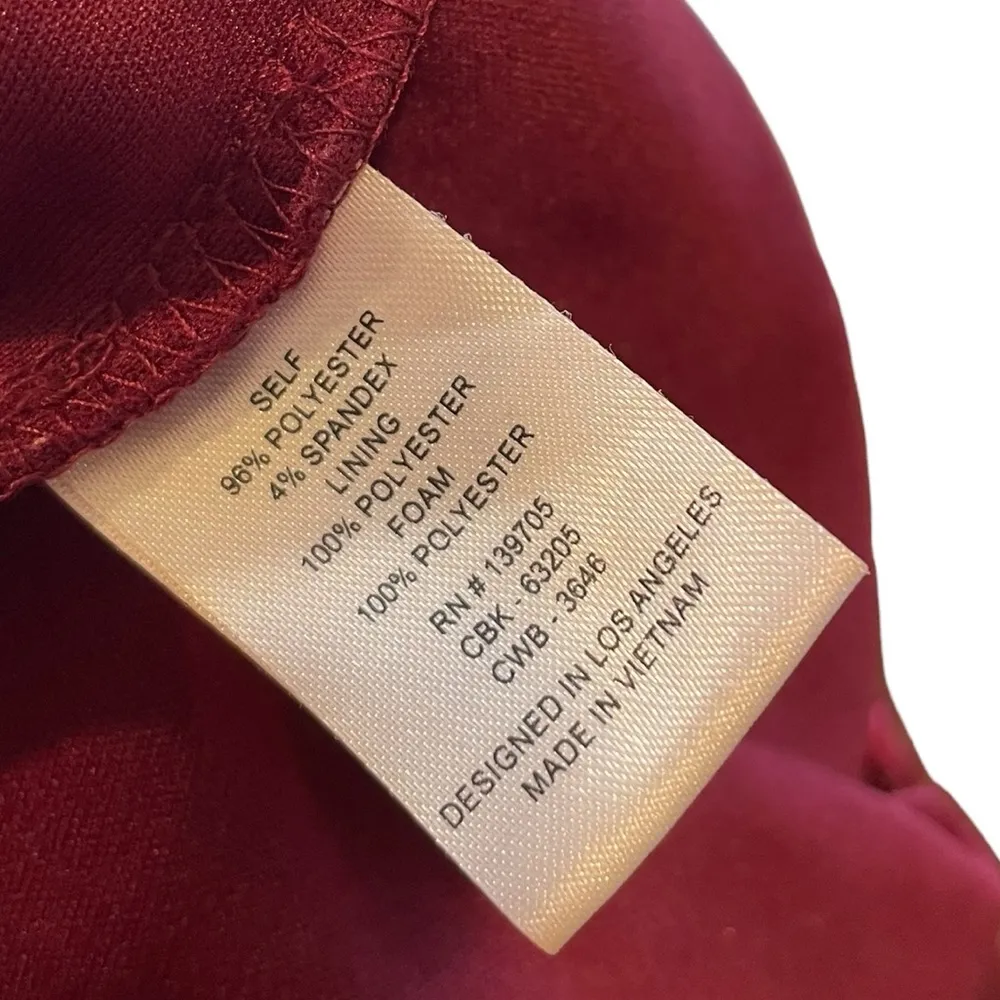 SELF
96% POLYESTER
4% SPANDEX
LINING
100% POLYESTER
FOAM
100% POLYESTER
RN # 139705
CBK - 63205
CWB - 3646
DESIGNED IN LOS ANGELES
MADE IN VIETNAM